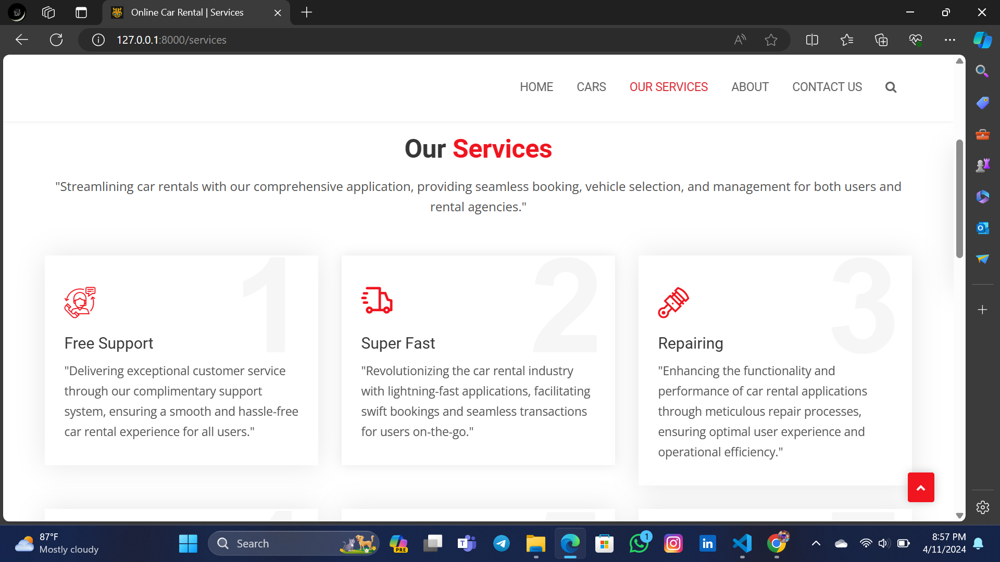 Online Car Rental | Services
127.0.0.1:8000/services
HOME CARS OUR SERVICES ABOUT CONTACT US
Our Services
"Streamlining car rentals with our comprehensive application, providing seamless booking, vehicle selection, and management for both users and
rental agencies."
1
Free Support
"Delivering exceptional customer service
through our complimentary support
system, ensuring a smooth and hassle-free
car rental experience for all users."
2
Super Fast
"Revolutionizing the car rental industry
with lightning-fast applications, facilitating
swift bookings and seamless transactions
for users on-the-go."
3
Repairing
"Enhancing the functionality and
performance of car rental applications
through meticulous repair processes,
ensuring optimal user experience and
operational efficiency."
87°F
Mostly cloudy
Search
PRE
1
8:57 PM
4/11/2024